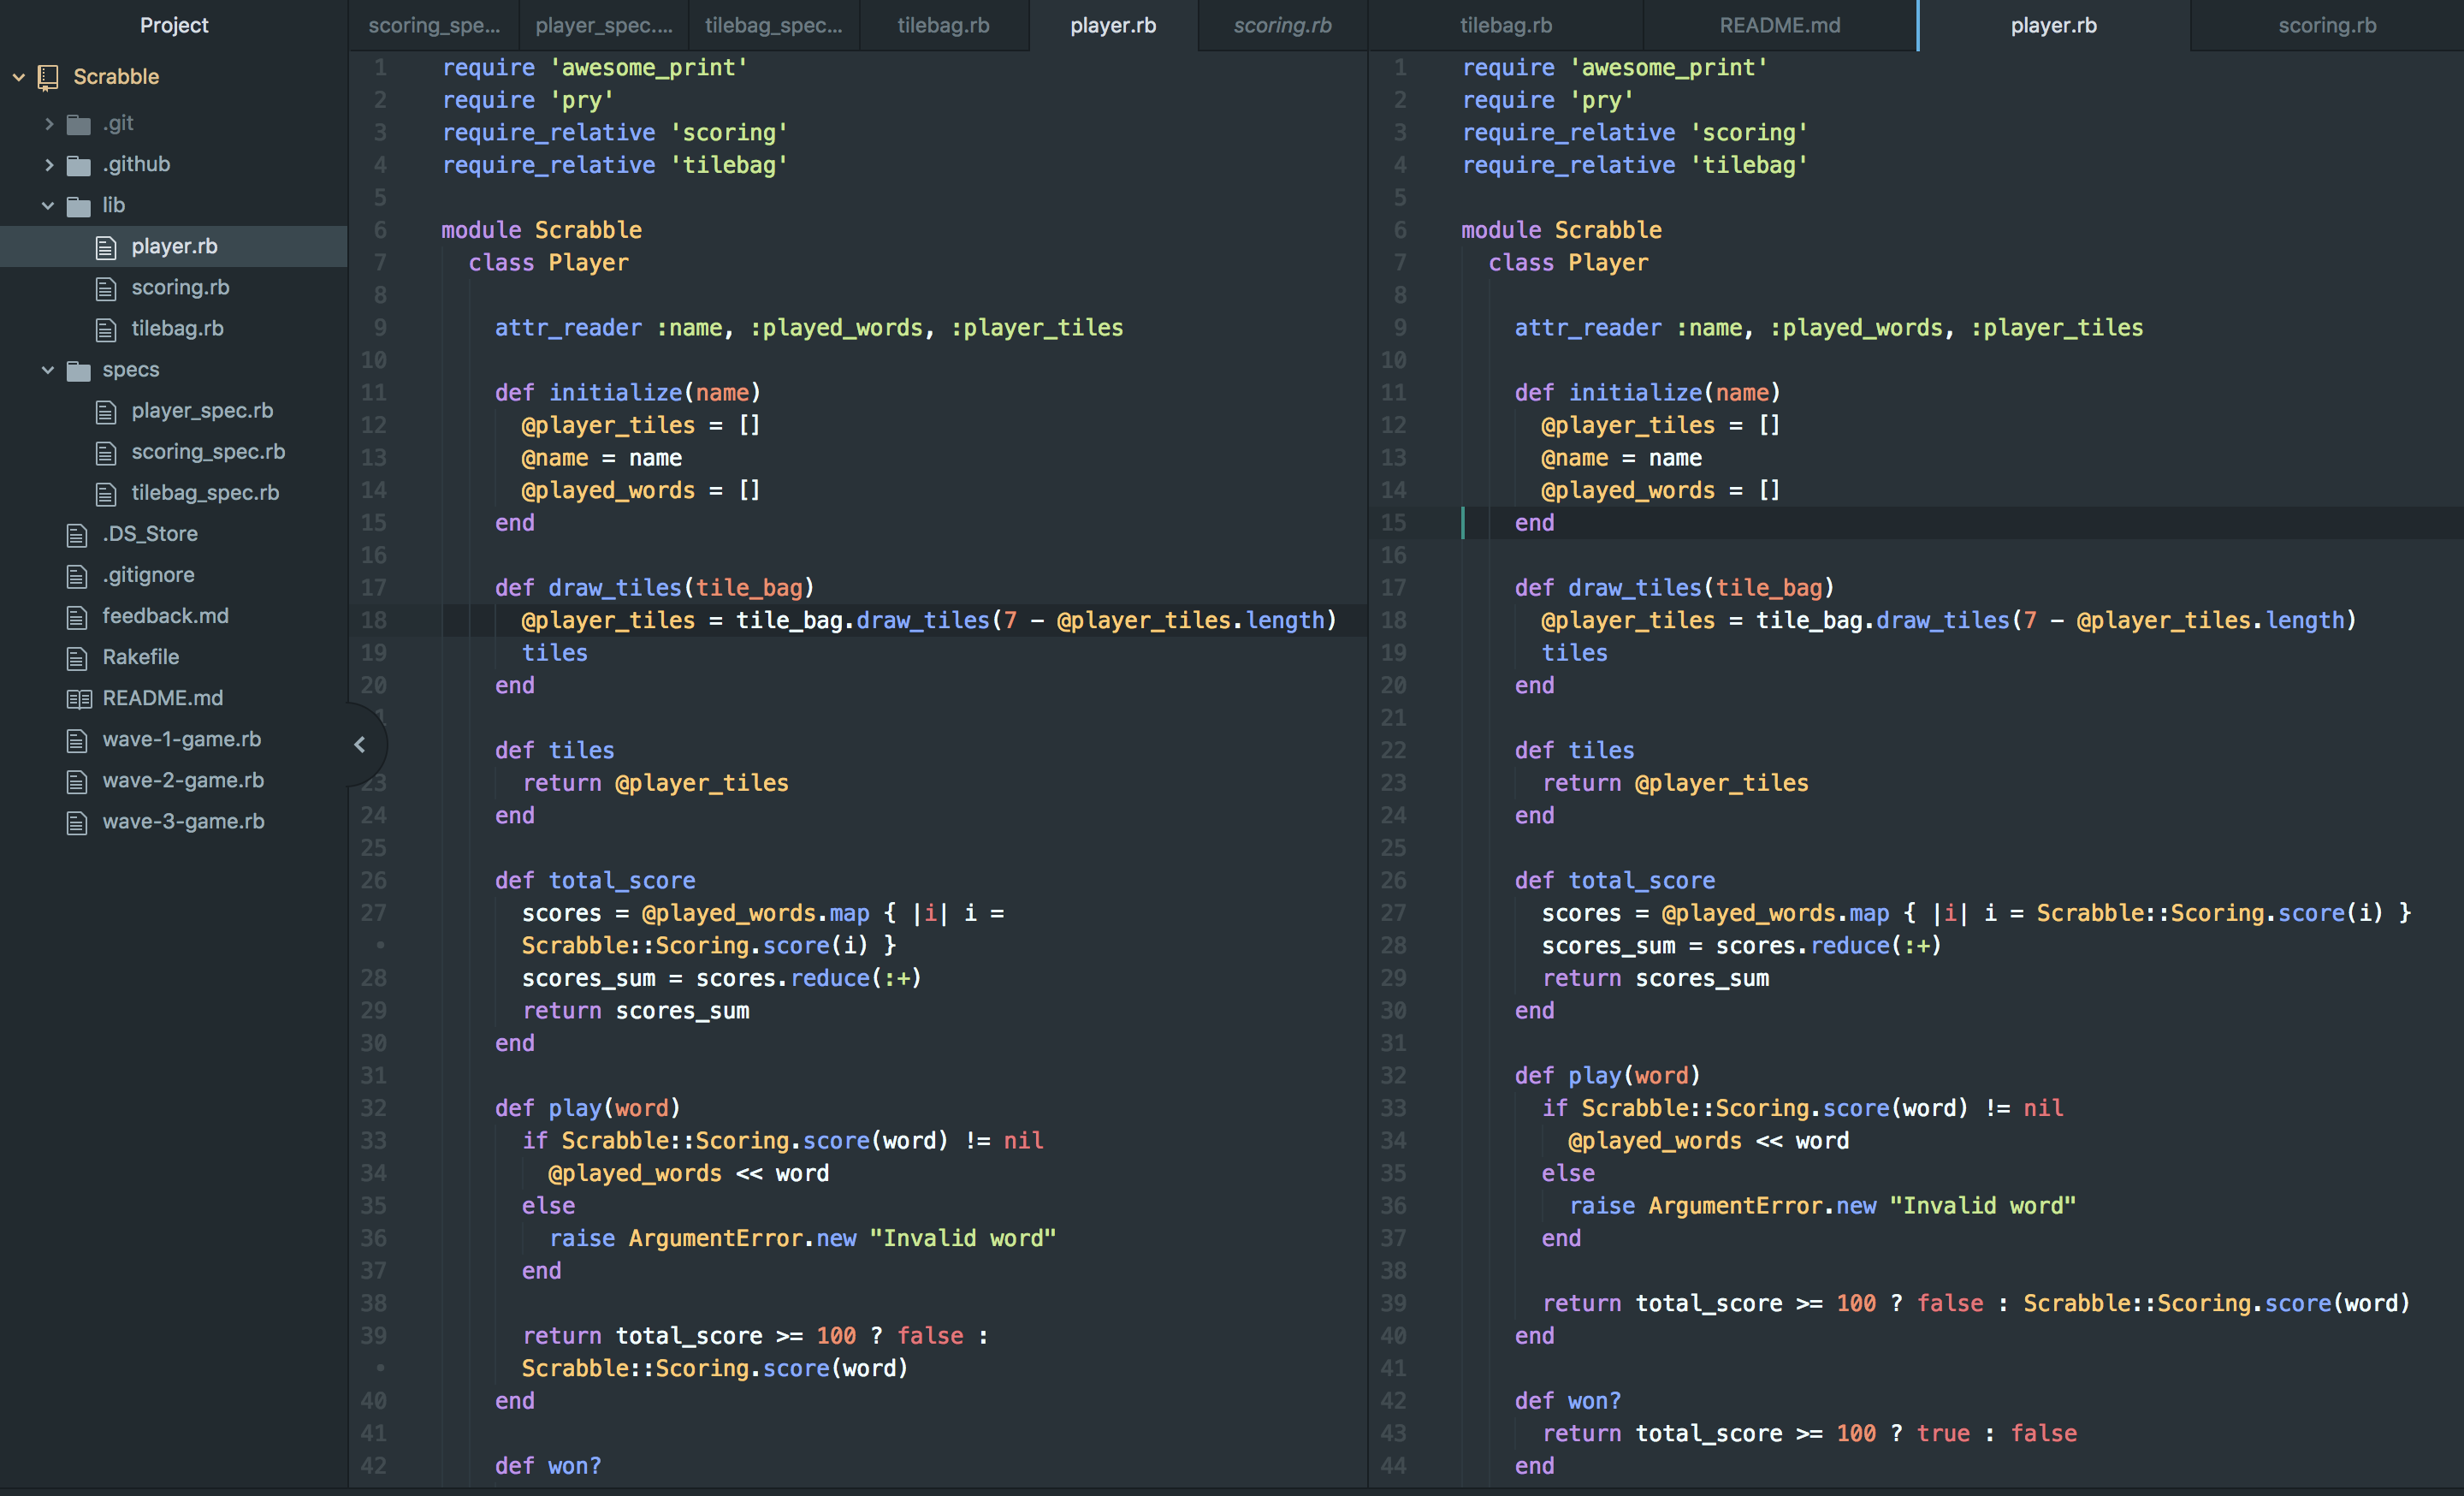 Project
Scrabble
.git
.github
lib
player.rb
scoring.rb
tilebag.rb
specs
player_spec.rb
scoring_spec.rb
tilebag_spec.rb
.DS_Store
.gitignore
feedback.md
Rakefile
README.md
wave-1-game.rb
wave-2-game.rb
wave-3-game.rb
scoring_spe... player_spec.... tilebag_spec... tilebag.rb player.rb scoring.rb
1 require 'awesome_print'
2 require 'pry'
3 require_relative 'scoring'
4 require_relative 'tilebag'
5
6 module Scrabble
7 class Player
8
9 attr_reader :name, :played_words, :player_tiles
10
11 def initialize(name)
12 @player_tiles = []
13 @name = name
14 @played_words = []
15 end
16
17 def draw_tiles(tile_bag)
18 @player_tiles = tile_bag.draw_tiles(7 - @player_tiles.length)
19 tiles
20 end
1
def tiles
23 return @player_tiles
24 end
25
26 def total_score
27 scores = @played_words.map { |i| i =
• Scrabble::Scoring.score(i) }
28 scores_sum = scores.reduce(:+)
29 return scores_sum
30 end
31
32 def play(word)
33 if Scrabble::Scoring.score(word) != nil
34 @played_words << word
35 else
36 raise ArgumentError.new "Invalid word"
37 end
38
39 return total_score >= 100 ? false :
• Scrabble::Scoring.score(word)
40 end
41
42 def won?
tilebag.rb README.md player.rb scoring.rb
1 require 'awesome_print'
2 require 'pry'
3 require_relative 'scoring'
4 require_relative 'tilebag'
5
6 module Scrabble
7 class Player
8
9 attr_reader :name, :played_words, :player_tiles
10
11 def initialize(name)
12 @player_tiles = []
13 @name = name
14 @played_words = []
15 end
16
17 def draw_tiles(tile_bag)
18 @player_tiles = tile_bag.draw_tiles(7 - @player_tiles.length)
19 tiles
20 end
21
22 def tiles
23 return @player_tiles
24 end
25
26 def total_score
27 scores = @played_words.map { |i| i = Scrabble::Scoring.score(i) }
28 scores_sum = scores.reduce(:+)
29 return scores_sum
30 end
31
32 def play(word)
33 if Scrabble::Scoring.score(word) != nil
34 @played_words << word
35 else
36 raise ArgumentError.new "Invalid word"
37 end
38
39 return total_score >= 100 ? false : Scrabble::Scoring.score(word)
40 end
41
42 def won?
43 return total_score >= 100 ? true : false
44 end